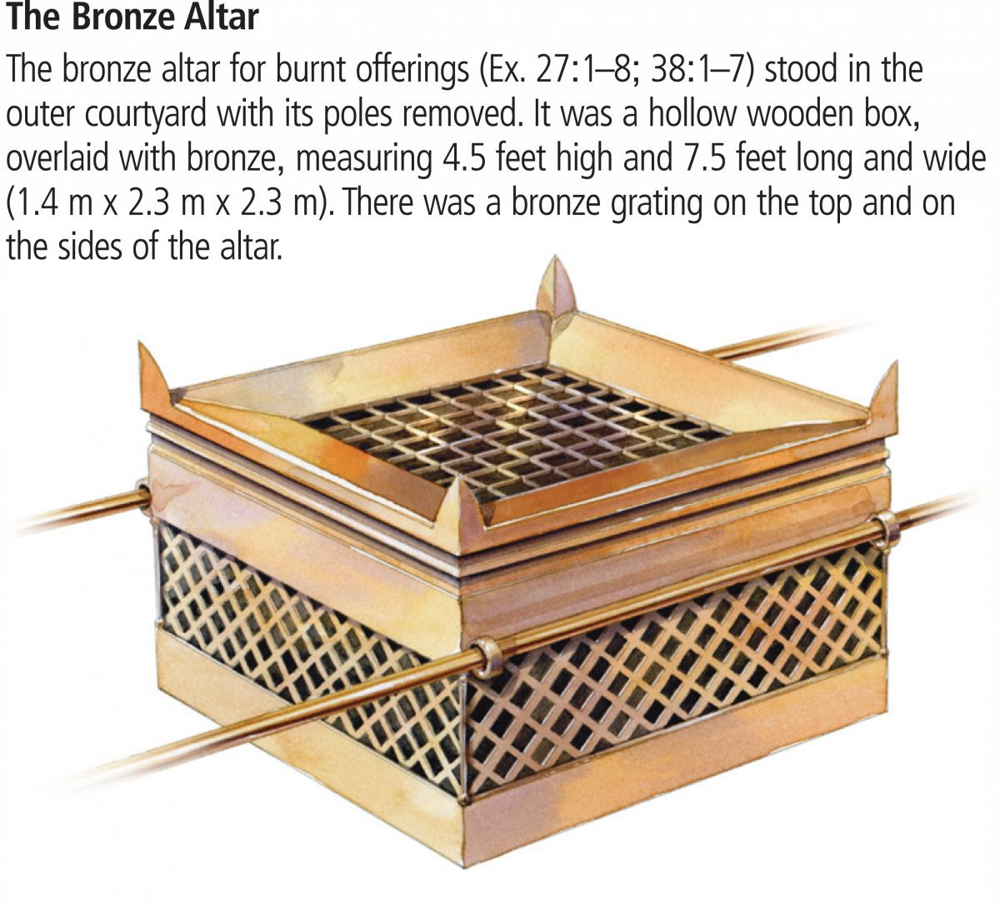 The Bronze Altar
The bronze altar for burnt offerings (Ex. 27:1–8; 38:1–7) stood in the
outer courtyard with its poles removed. It was a hollow wooden box,
overlaid with bronze, measuring 4.5 feet high and 7.5 feet long and wide
(1.4 m x 2.3 m x 2.3 m). There was a bronze grating on the top and on
the sides of the altar.